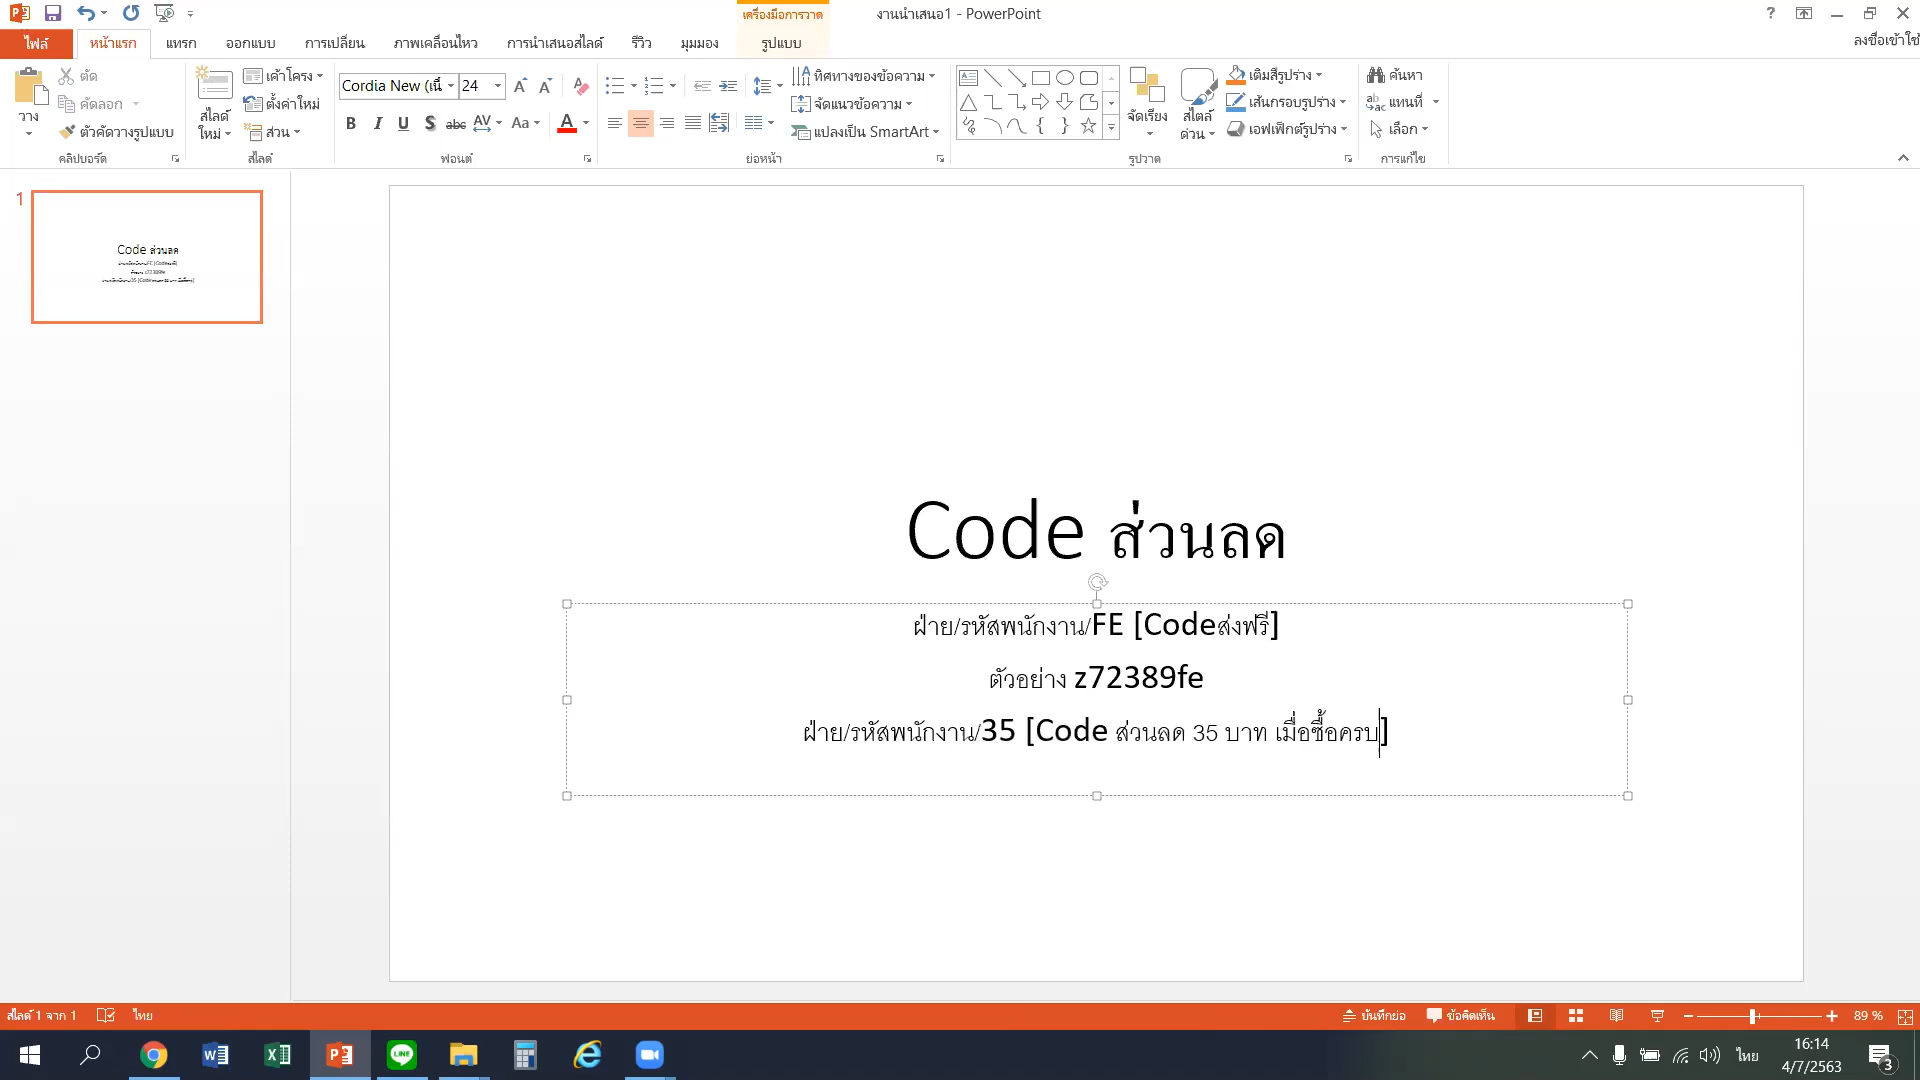 งานนำเสนอ1 - PowerPoint
เครื่องมือการวาด
ไฟล์
หน้าแรก
แทรก
ออกแบบ
การเปลี่ยน
ภาพเคลื่อนไหว
การนำเสนอสไลด์
รีวิว
มุมมอง
รูปแบบ
ลงชื่อเข้าใช้
วาง
ตัด
คัดลอก
ตัวคัดวางรูปแบบ
คลิปบอร์ด
สไลด์
ใหม่
เค้าโครง
ตั้งค่าใหม่
ส่วน
สไลด์
Cordia New (เนื้
24
ฟอนต์
ทิศทางของข้อความ
จัดแนวข้อความ
แปลงเป็น SmartArt
ย่อหน้า
จัดเรียง
สไตล์
ด่วน
เติมสีรูปร่าง
เส้นกรอบรูปร่าง
เอฟเฟ็กต์รูปร่าง
รูปวาด
ค้นหา
แทนที่
เลือก
การแก้ไข
1
Code ส่วนลด
Code ส่วนลด
ฝ่าย/รหัสพนักงาน/FE [Codeส่งฟรี]
ตัวอย่าง z72389fe
ฝ่าย/รหัสพนักงาน/35 [Code ส่วนลด 35 บาท เมื่อซื้อครบ]
สไลด์ 1 จาก 1
ไทย
บันทึกย่อ
ข้อคิดเห็น
89 %
ไทย
16:14
4/7/2563
3